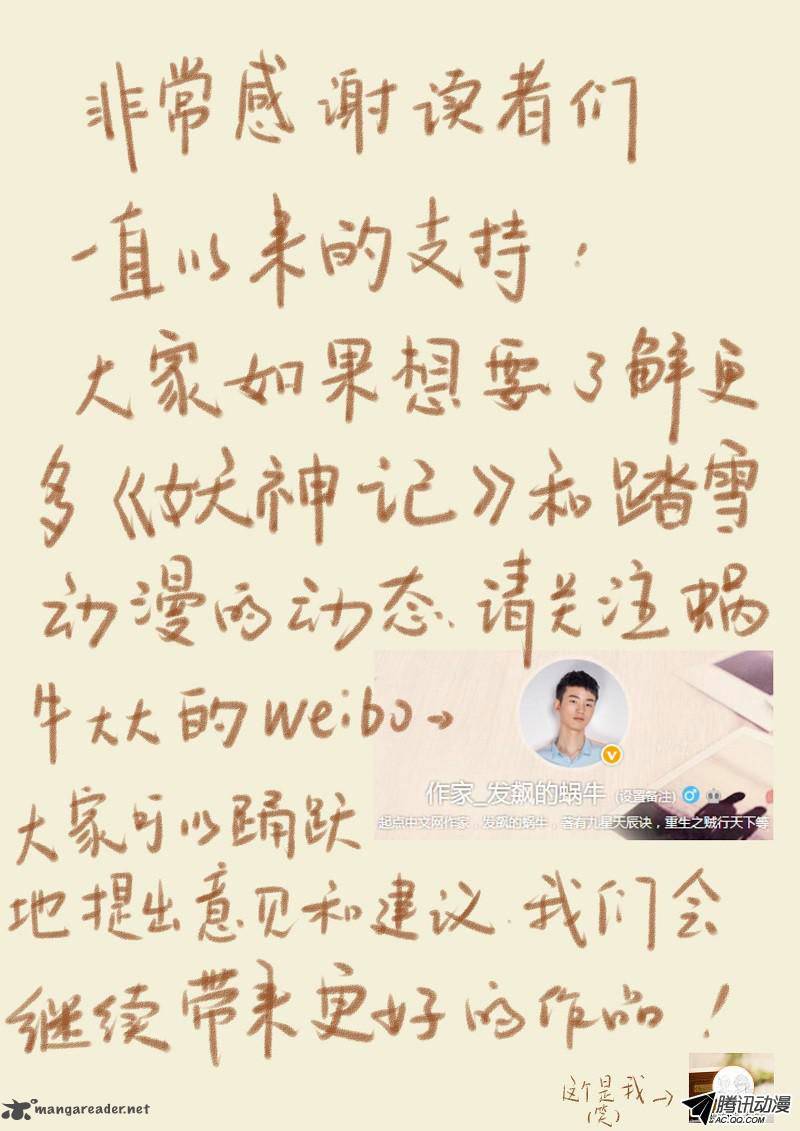 非常感谢读者们
一直以来的支持！
大家如果想要了解更
多《妖神记》和踏雪
动漫的动态、请关注蜗
牛大大的weibo→
作家_发飙的蜗牛 (设置备注)
起点中文网作家，发飙的蜗牛，著有九星天辰诀，重生之贼行天下等
大家可以踊跃
地提出意见和建议.我们会
继续带来更好的作品！
这个是我→
(笑)
腾讯动漫
AC.QQ.COM
mangareader.net